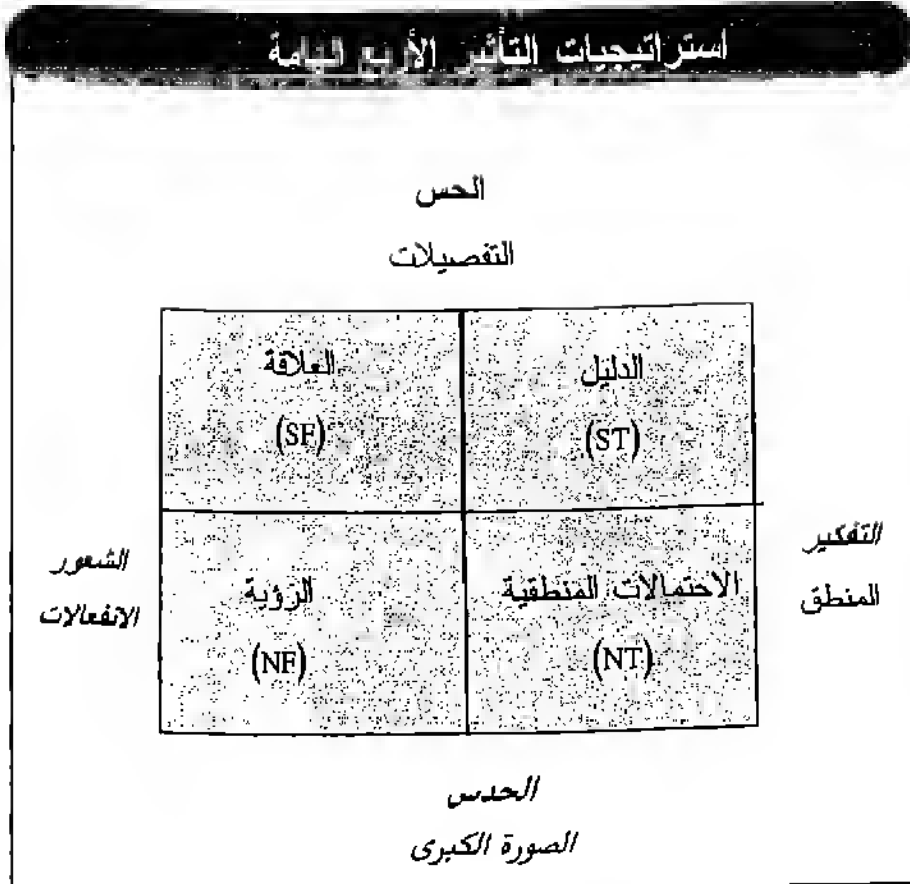 استراتيجيات التأثير الأربع الهامة
الحس
التفصيلات
الدليل
(ST)
العلاقة
(SF)
التفكير
المنطق
الشعور
الانفعالات
الاحتمالات المنطقية
(NT)
الرؤية
(NF)
الحدس
الصورة الكبرى